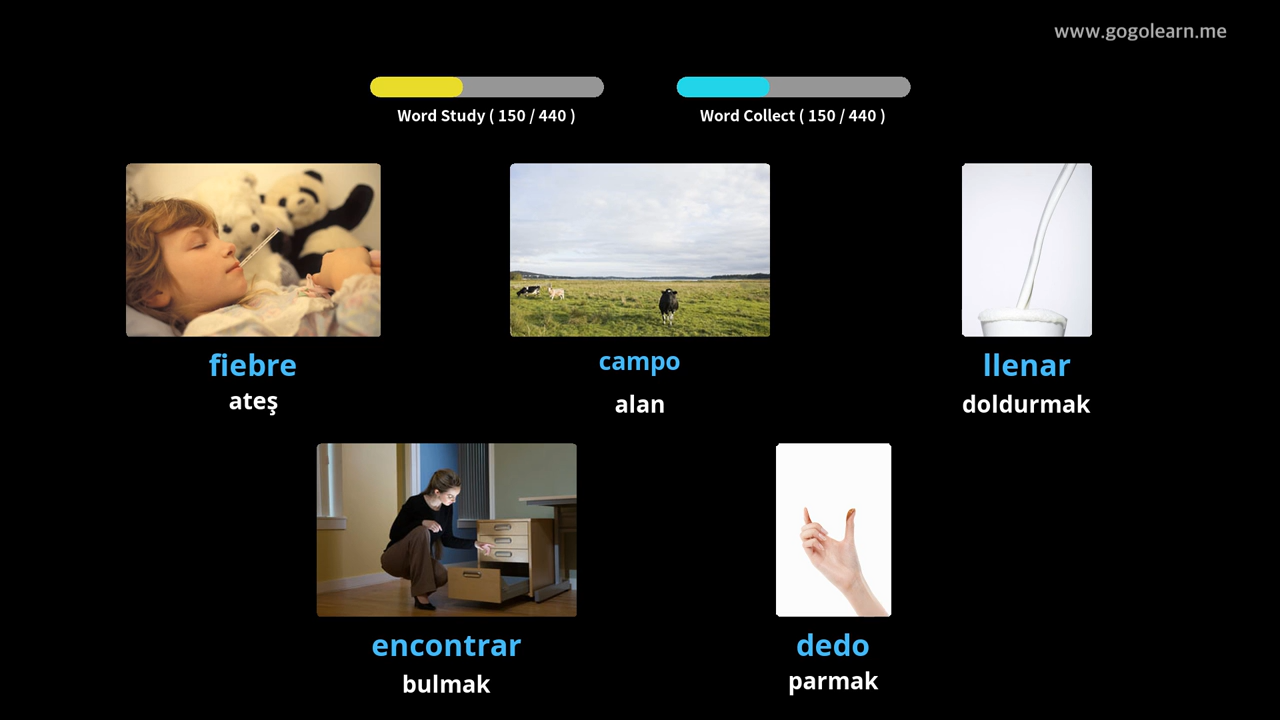 www.gogolearn.me
Word Study ( 150 / 440 )
Word Collect ( 150 / 440 )
fiebre
ateş
campo
alan
llenar
doldurmak
encontrar
bulmak
dedo
parmak